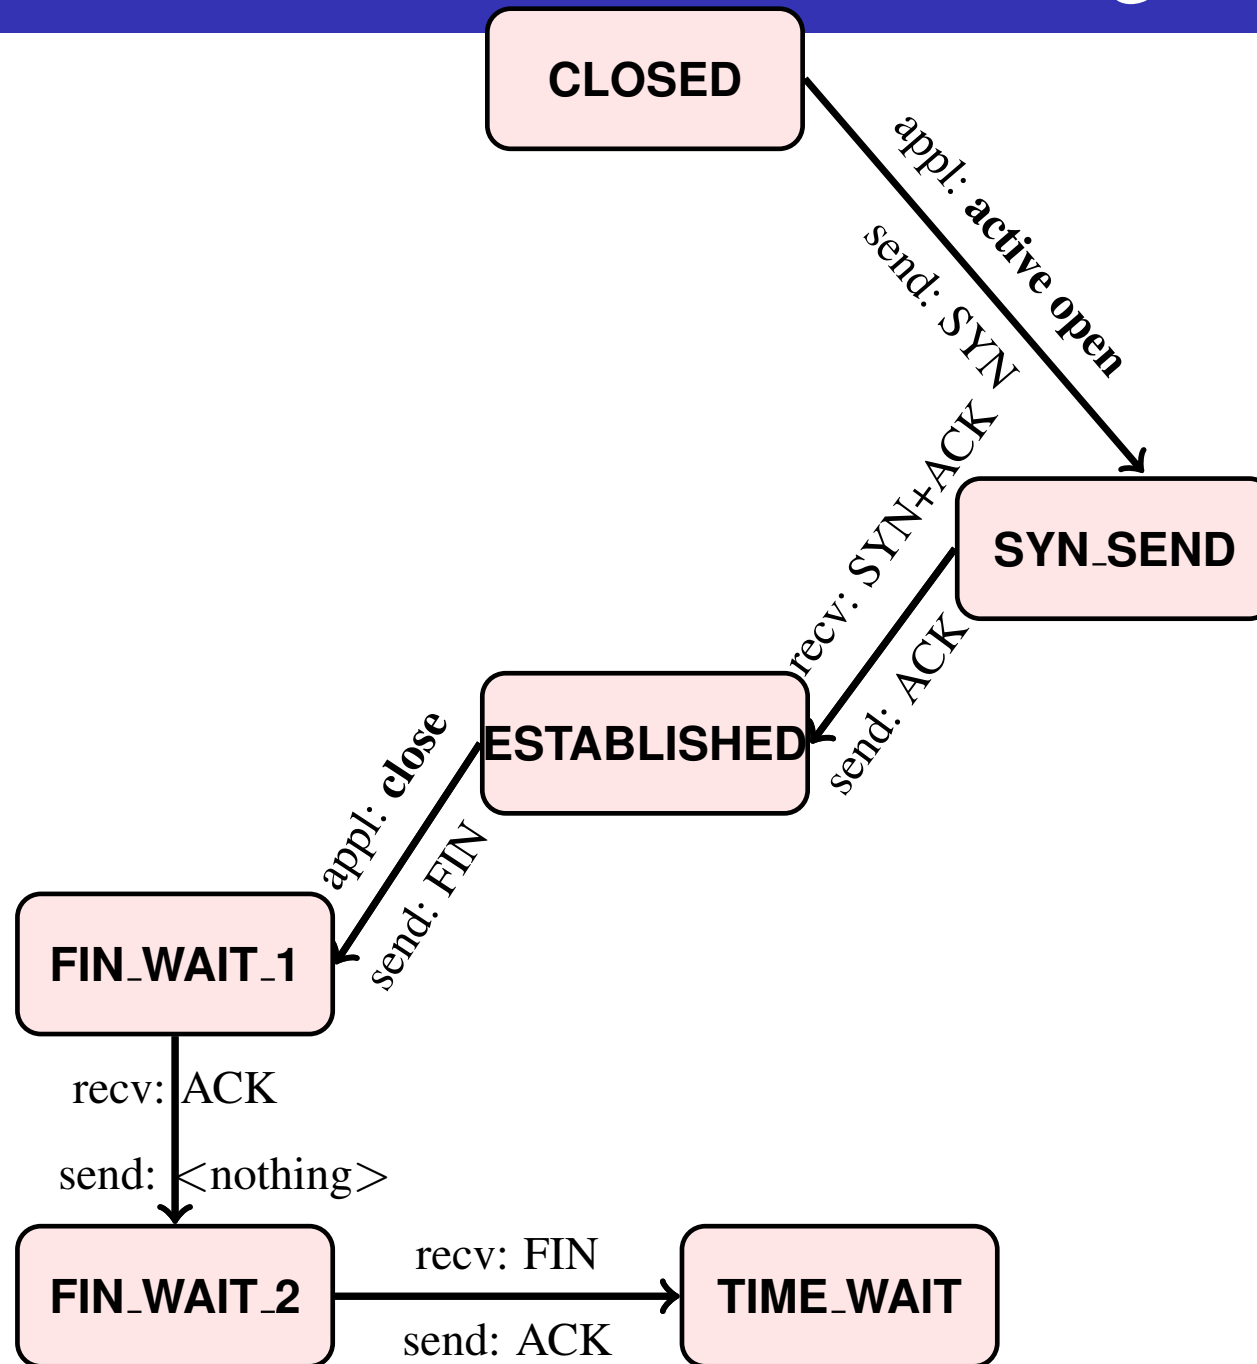 CLOSED
appl: active open
send: SYN
recv: SYN+ACK
SYN_SEND
send: ACK
ESTABLISHED
appl: close
send: FIN
FIN_WAIT_1
recv: ACK
send: <nothing>
FIN_WAIT_2
recv: FIN
send: ACK
TIME_WAIT